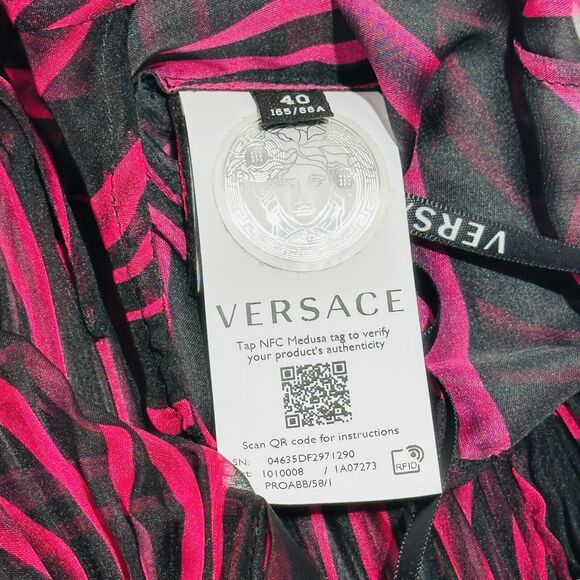 40
165/88A
VERSACE
Tap NFC Medusa tag to verify
your product's authenticity
Scan QR code for instructions
SN: 04635DF2971290
1010008 / 1A07273
PROABB/58/1
RFID
VERS